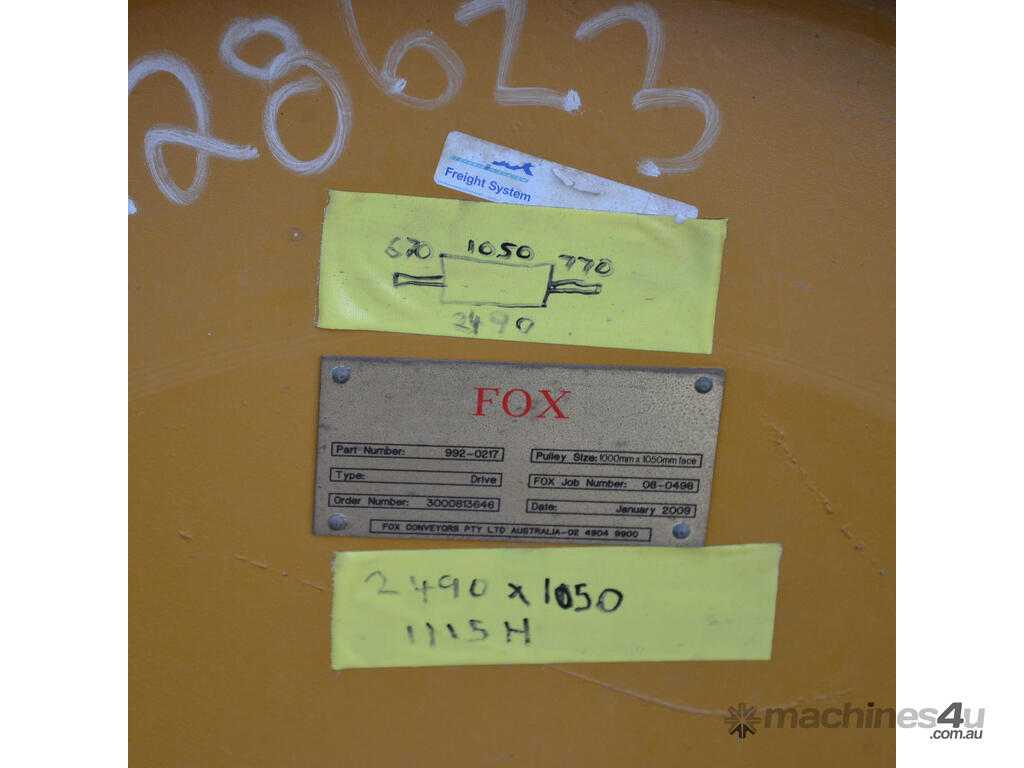 .28623
Freight System
670 1050 770
2490
FOX
Part Number: 992-0217
Pulley Size: 1000mm x 1050mm face
Type: Drive
FOX Job Number: 08-0498
Order Number: 3000813646
Date: January 2009
FOX CONVEYORS PTY LTD AUSTRALIA-02 4904 9900
2490 x 1050
1115H
machines4u
.com.au